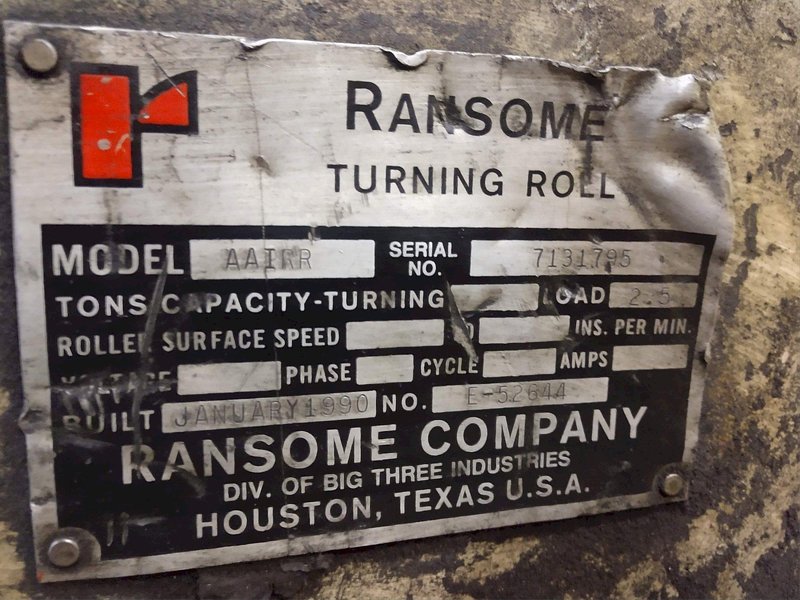 r
RANSOME
TURNING ROLL
MODEL AAIRR SERIAL NO. 7131795
TONS CAPACITY-TURNING LOAD 2.5
ROLLER SURFACE SPEED INS. PER MIN.
VOLTAGE PHASE CYCLE AMPS
BUILT JANUARY 1990 NO. E-52644
RANSOME COMPANY
DIV. OF BIG THREE INDUSTRIES
HOUSTON, TEXAS U.S.A.